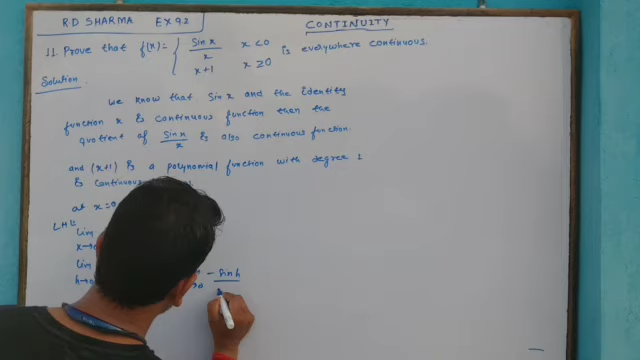 RD SHARMA EX 9.2
CONTINUITY
11. Prove that f(x) = { sin x / x x<0
x+1 x≥0 is everywhere continuous
Solution
We know that sin x and the identity
function x is continuous function then the
quotient of sin x / x is also continuous function.
and (x+1) is a polynomial function with degree 1
is continuous
at x=0
LHL
lim
x→0
lim
h→0 - sin h